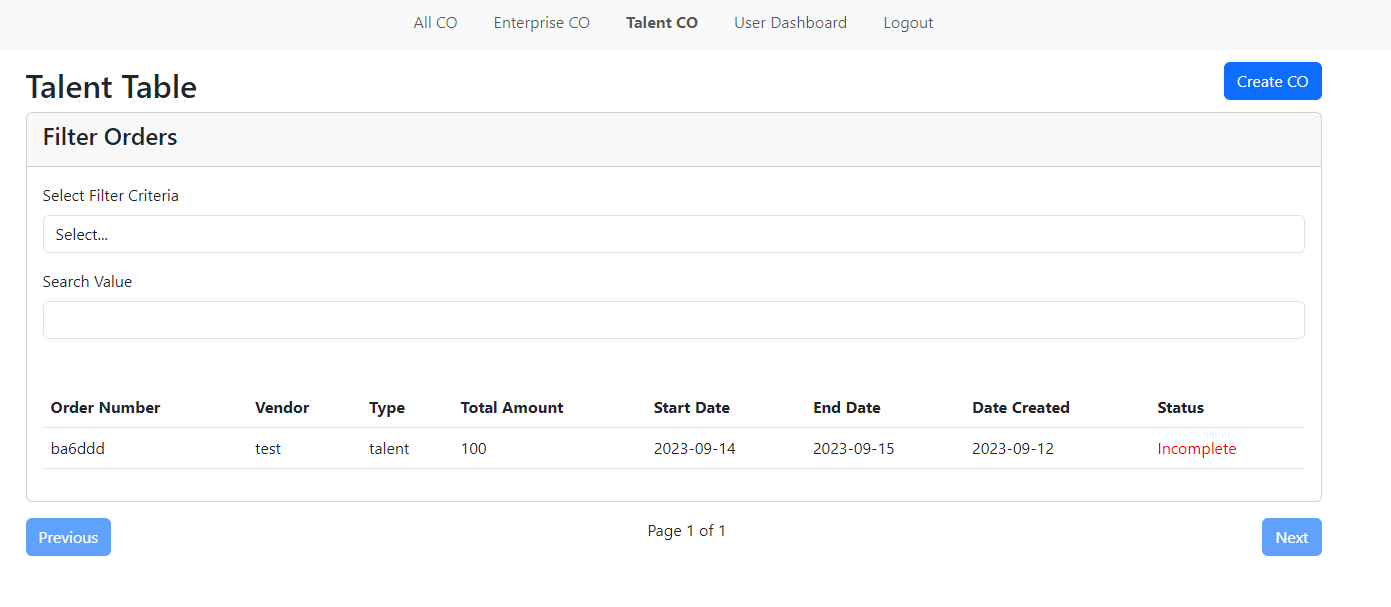 All CO Enterprise CO Talent CO User Dashboard Logout
Talent Table Create CO
Filter Orders
Select Filter Criteria
Select...
Search Value
Order Number Vendor Type Total Amount Start Date End Date Date Created Status
ba6ddd test talent 100 2023-09-14 2023-09-15 2023-09-12 Incomplete
Previous Page 1 of 1 Next